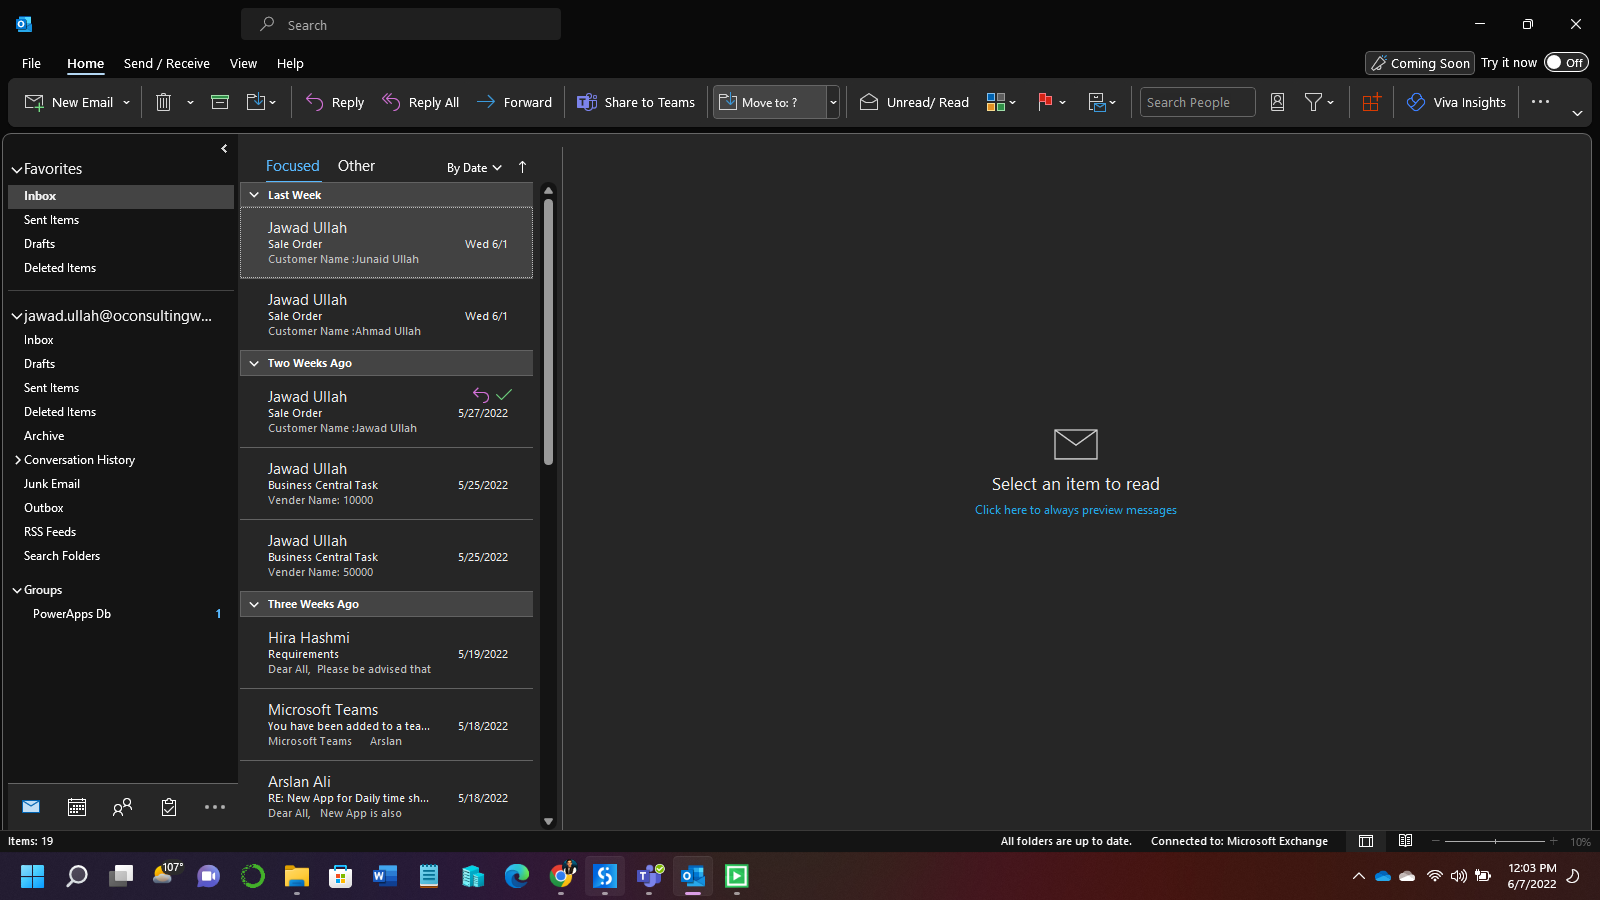 Search
File
Home
Send / Receive
View
Help
Coming Soon
Try it now
Off
New Email
Reply
Reply All
Forward
Share to Teams
Move to: ?
Unread/ Read
Search People
Viva Insights
Favorites
Inbox
Sent Items
Drafts
Deleted Items
jawad.ullah@oconsultingw...
Inbox
Drafts
Sent Items
Deleted Items
Archive
Conversation History
Junk Email
Outbox
RSS Feeds
Search Folders
Groups
PowerApps Db 1
Focused
Other
By Date
Last Week
Jawad Ullah
Sale Order Wed 6/1
Customer Name :Junaid Ullah
Jawad Ullah
Sale Order Wed 6/1
Customer Name :Ahmad Ullah
Two Weeks Ago
Jawad Ullah
Sale Order 5/27/2022
Customer Name :Jawad Ullah
Jawad Ullah
Business Central Task 5/25/2022
Vender Name: 10000
Jawad Ullah
Business Central Task 5/25/2022
Vender Name: 50000
Three Weeks Ago
Hira Hashmi
Requirements 5/19/2022
Dear All, Please be advised that
Microsoft Teams
You have been added to a tea... 5/18/2022
Microsoft Teams Arslan
Arslan Ali
RE: New App for Daily time sh... 5/18/2022
Dear All, New App is also
Select an item to read
Click here to always preview messages
Items: 19
All folders are up to date.
Connected to: Microsoft Exchange
10%
107°
12:03 PM
6/7/2022